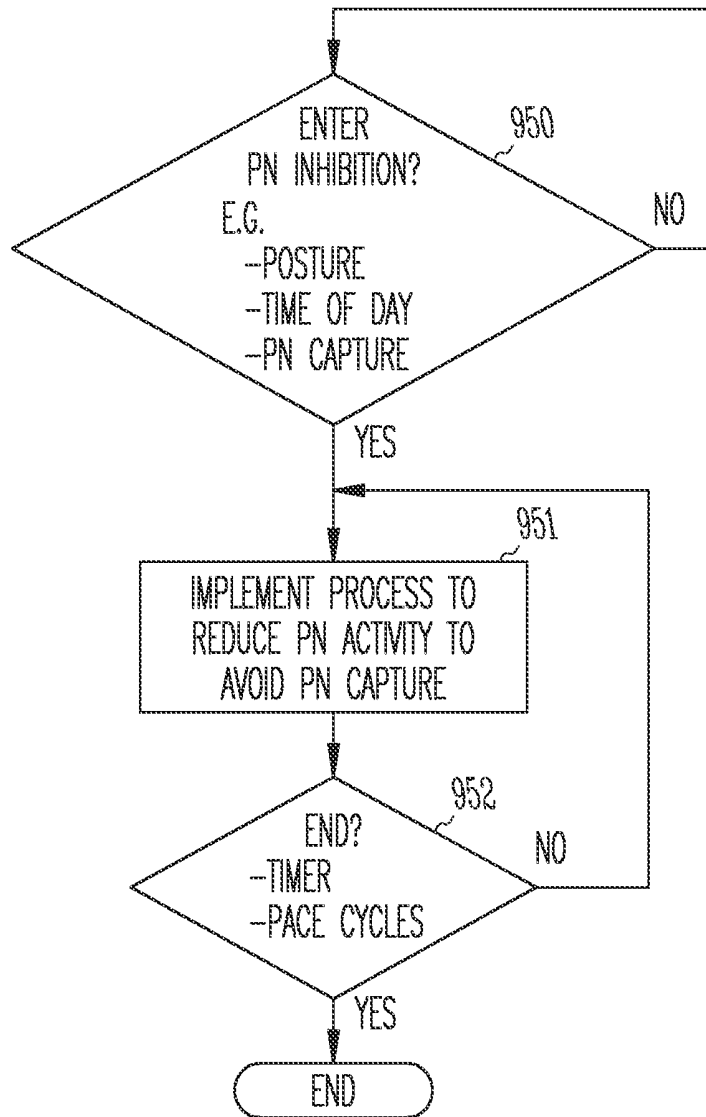 ENTER
PN INHIBITION?
E.G.
-POSTURE
-TIME OF DAY
-PN CAPTURE
950
NO
YES
951
IMPLEMENT PROCESS TO
REDUCE PN ACTIVITY TO
AVOID PN CAPTURE
952
END?
-TIMER
-PACE CYCLES
NO
YES
END